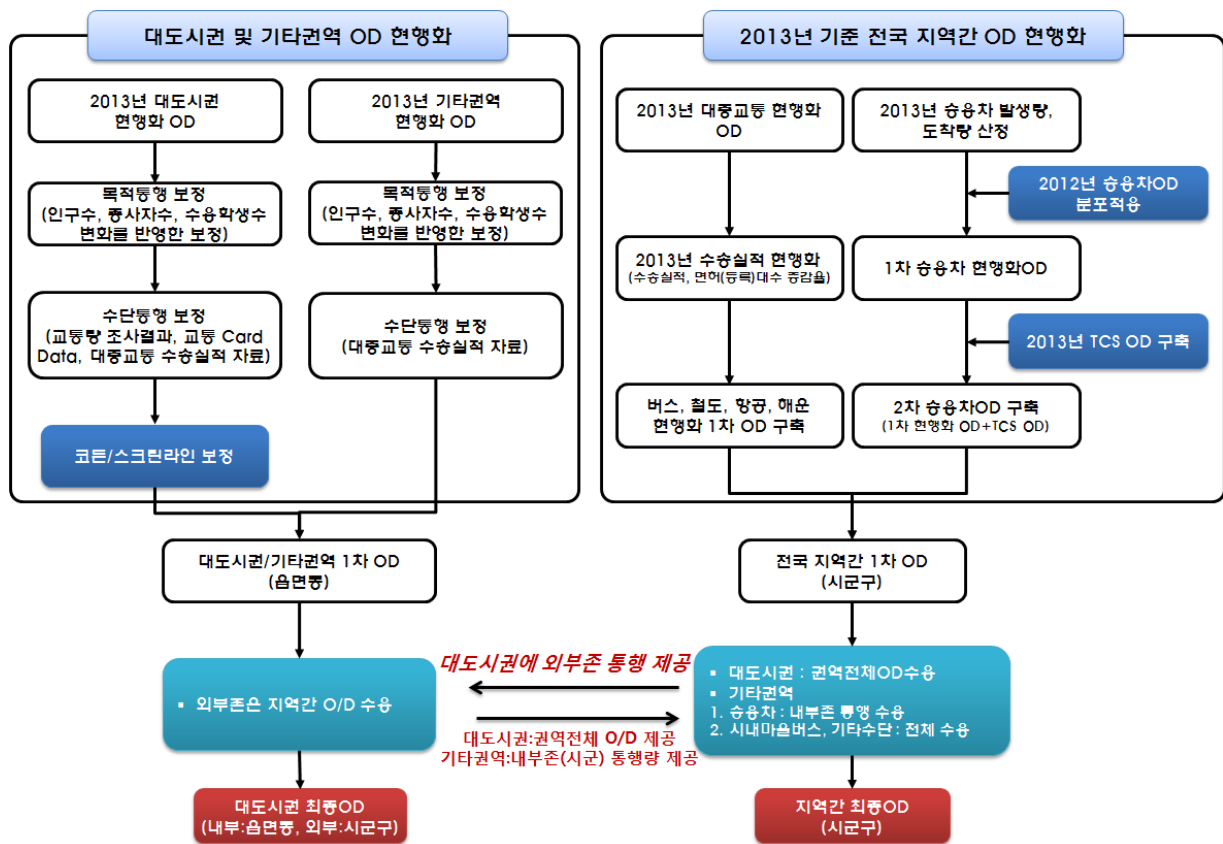 대도시권 및 기타권역 OD 현행화
2013년 대도시권
현행화 OD
2013년 기타권역
현행화 OD
목적통행 보정
(인구수, 종사자수, 수용학생수
변화를 반영한 보정)
목적통행 보정
(인구수, 종사자수, 수용학생수
변화를 반영한 보정)
수단통행 보정
(교통량 조사결과, 교통 Card
Data, 대중교통 수송실적 자료)
수단통행 보정
(대중교통 수송실적 자료)
코든/스크린라인 보정
대도시권/기타권역 1차 OD
(읍면동)
▪ 외부존은 지역간 O/D 수용
대도시권 최종OD
(내부:읍면동, 외부:시군구)
2013년 기준 전국 지역간 OD 현행화
2013년 대중교통 현행화
OD
2013년 승용차 발생량,
도착량 산정
2012년 승용차OD
분포적용
2013년 수송실적 현행화
(수송실적, 면허(등록)대수 증감율)
1차 승용차 현행화OD
2013년 TCS OD 구축
버스, 철도, 항공, 해운
현행화 1차 OD 구축
2차 승용차OD 구축
(1차 현행화 OD+TCS OD)
전국 지역간 1차 OD
(시군구)
대도시권에 외부존 통행 제공
대도시권:권역전체 O/D 제공
기타권역:내부존(시군) 통행량 제공
▪ 대도시권 : 권역전체OD수용
▪ 기타권역
1. 승용차 : 내부존 통행 수용
2. 시내마을버스, 기타수단 : 전체 수용
지역간 최종OD
(시군구)